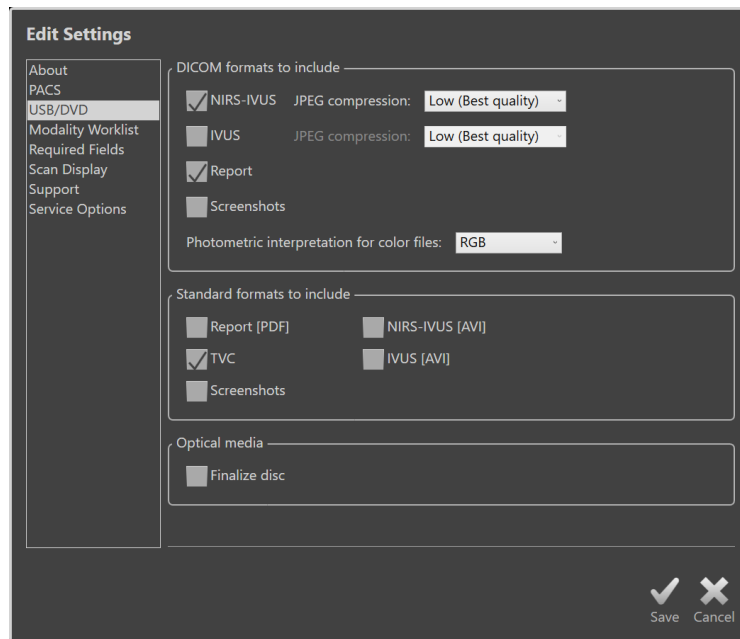 Edit Settings
About
PACS
USB/DVD
Modality Worklist
Required Fields
Scan Display
Support
Service Options
DICOM formats to include
NIRS-IVUS JPEG compression: Low (Best quality)
IVUS JPEG compression: Low (Best quality)
Report
Screenshots
Photometric interpretation for color files: RGB
Standard formats to include
Report [PDF] NIRS-IVUS [AVI]
TVC IVUS [AVI]
Screenshots
Optical media
Finalize disc
Save Cancel